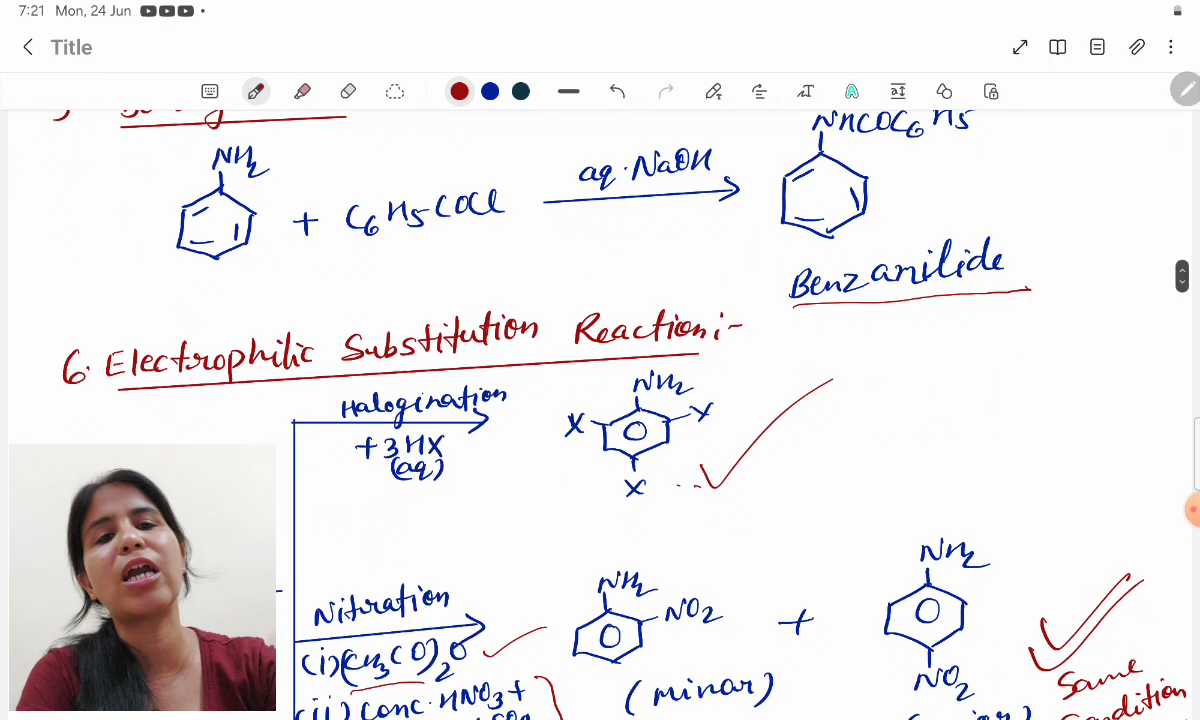 7:21 Mon, 24 Jun
Title
NHCOC6H5
NH2
+ C6H5COCl
aq. NaOH
Benzanilide
6. Electrophilic Substitution Reaction:-
Halogination
+3HX
(aq)
NH2
X X
X
Nitration
(i)(CH3CO)2O
(ii) Conc. HNO3 +
NH2
NO2
(minar)
+
NH2
NO2
Same
Condition